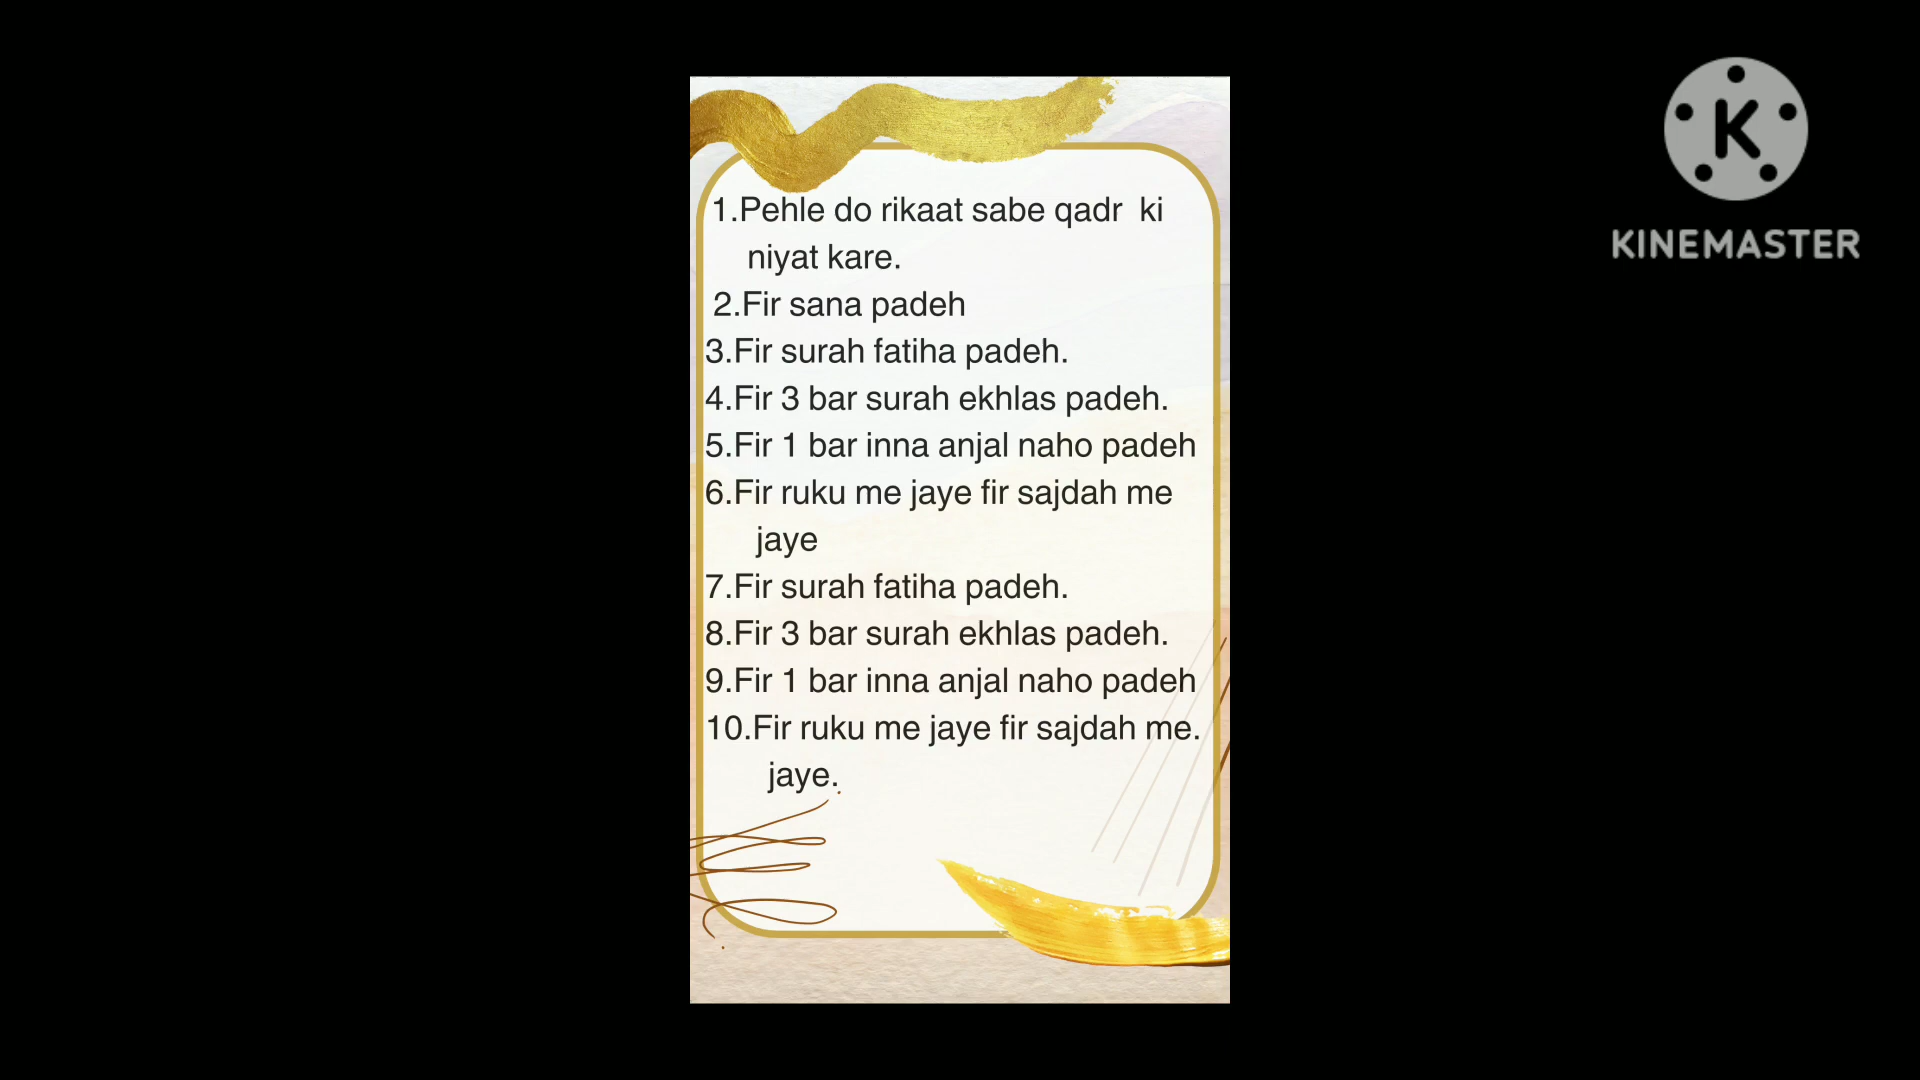 1.Pehle do rikaat sabe qadr  ki
niyat kare.
2.Fir sana padeh
3.Fir surah fatiha padeh.
4.Fir 3 bar surah ekhlas padeh.
5.Fir 1 bar inna anjal naho padeh
6.Fir ruku me jaye fir sajdah me
jaye
7.Fir surah fatiha padeh.
8.Fir 3 bar surah ekhlas padeh.
9.Fir 1 bar inna anjal naho padeh
10.Fir ruku me jaye fir sajdah me.
jaye.
K
KINEMASTER